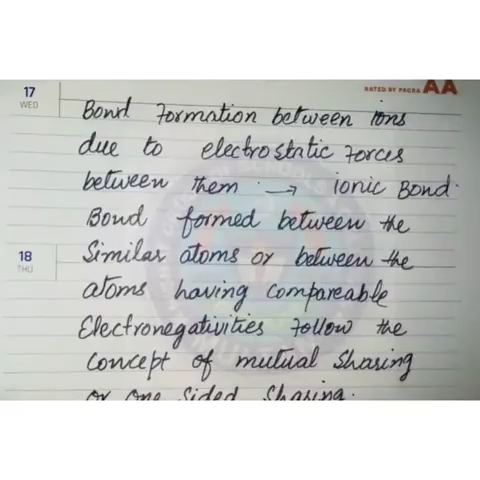 17
WED
RATED BY PAGRA AA
Bond Formation between ions
due to electrostatic Forces
between them → ionic Bond.
Bond formed between the
18
THU
Similar atoms or between the
atoms having compareable
Electronegativities Follow the
concept of mutual Sharing
or one sided Sharing.